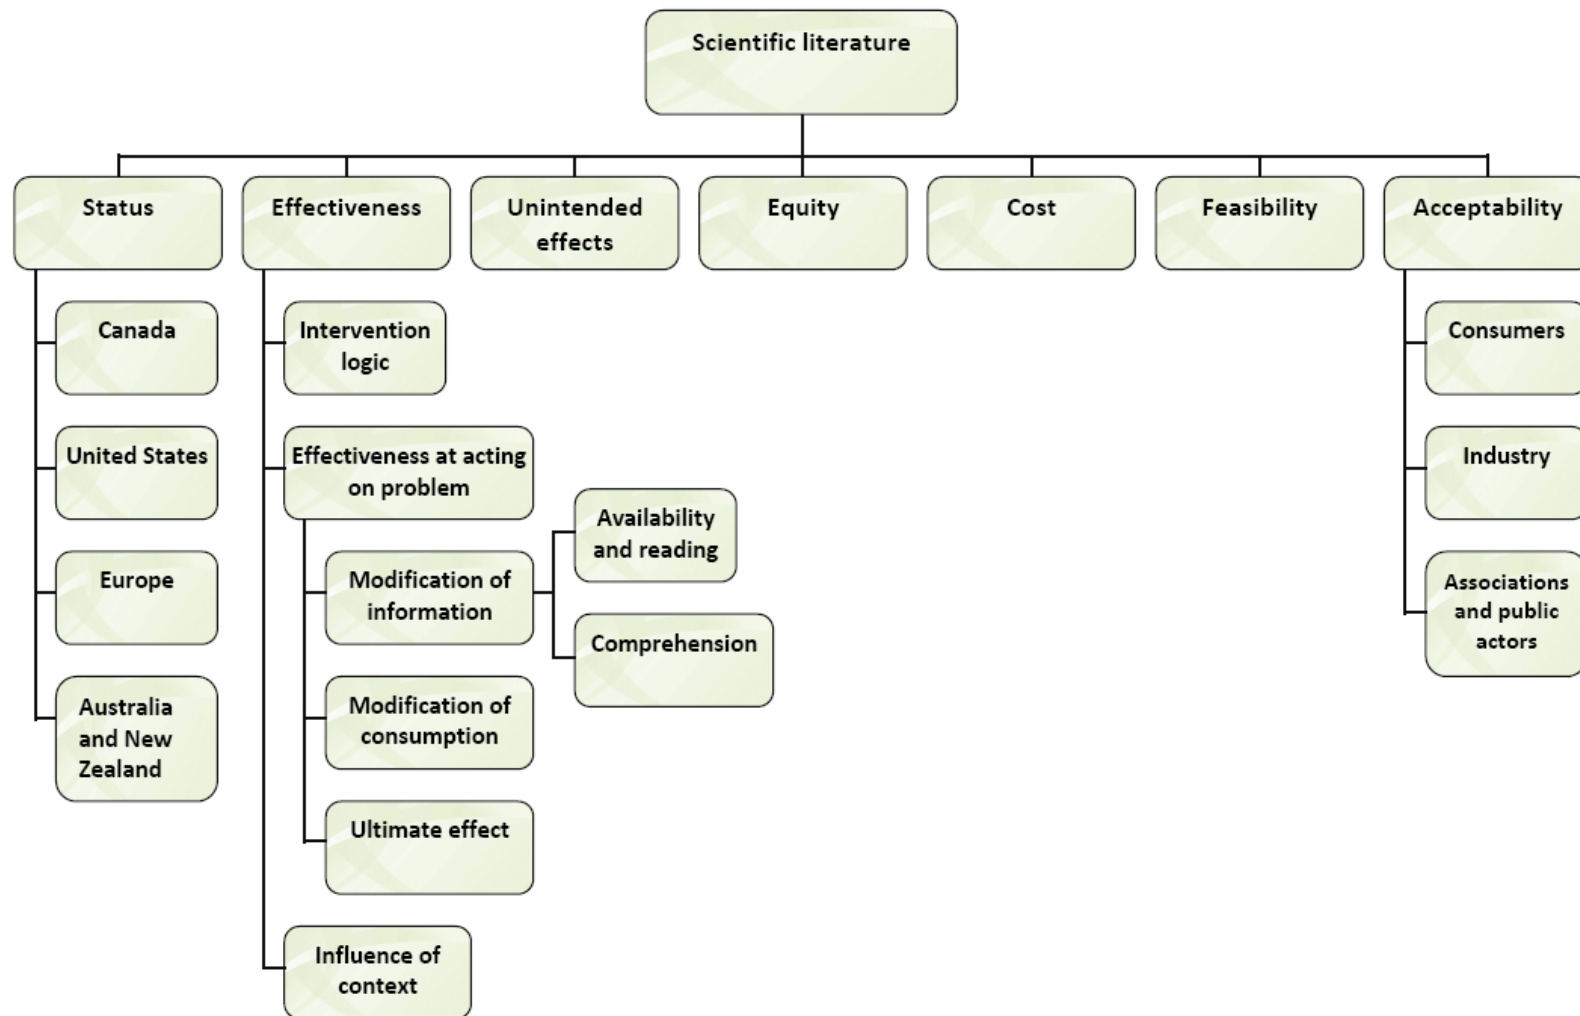 Scientific literature
Status
Effectiveness
Unintended
effects
Equity
Cost
Feasibility
Acceptability
Canada
United States
Europe
Australia
and New
Zealand
Intervention
logic
Effectiveness at acting
on problem
Modification of
information
Availability
and reading
Comprehension
Modification of
consumption
Ultimate effect
Influence of
context
Consumers
Industry
Associations
and public
actors